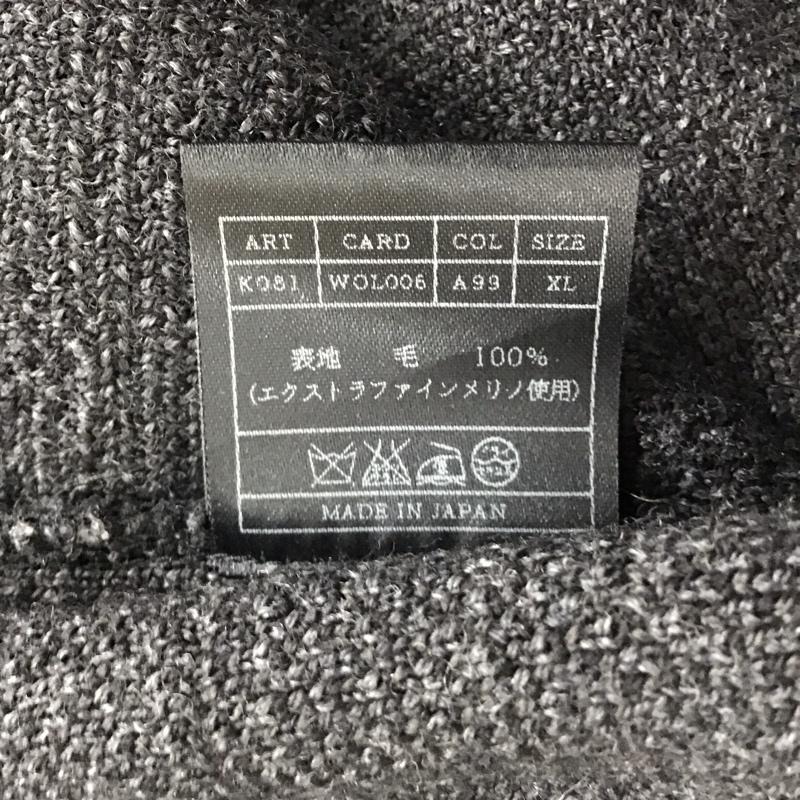 ART CARD COL SIZE
K081 WOL006 A99 XL
表地 毛 100%
(エクストラファインメリノ使用)
MADE IN JAPAN